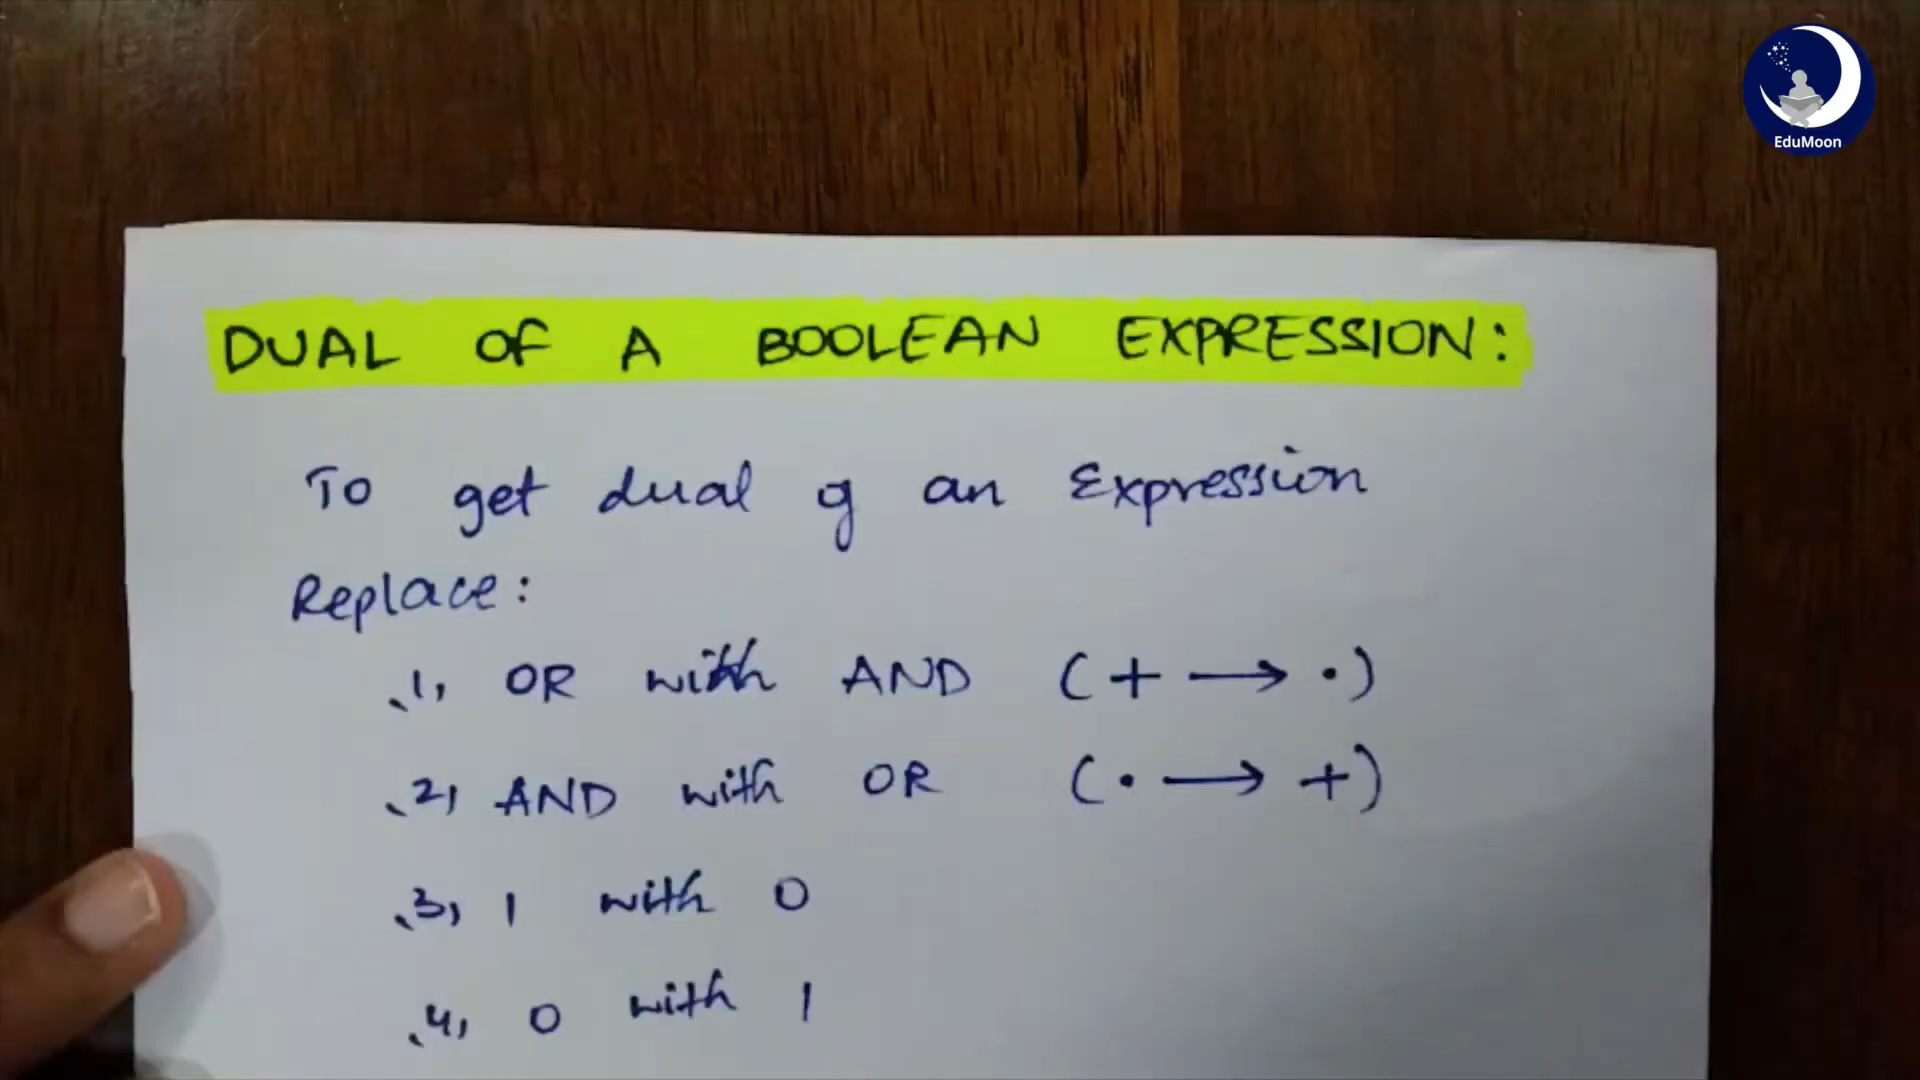 EduMoon
DUAL OF A BOOLEAN EXPRESSION:
To get dual of an Expression
Replace:
1, OR with AND (+ → •)
2, AND with OR (• → +)
3, 1 with 0
4, 0 with 1